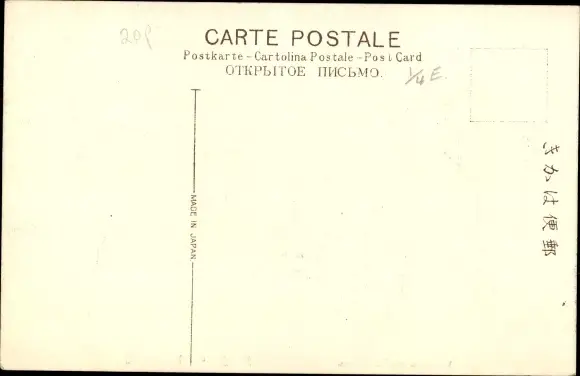 20p
CARTE POSTALE
Postkarte - Cartolina Postale - Post Card
ОТКРЫТОЕ ПИСЬМО.
1/4 E.
MADE IN JAPAN.
きかは便郵